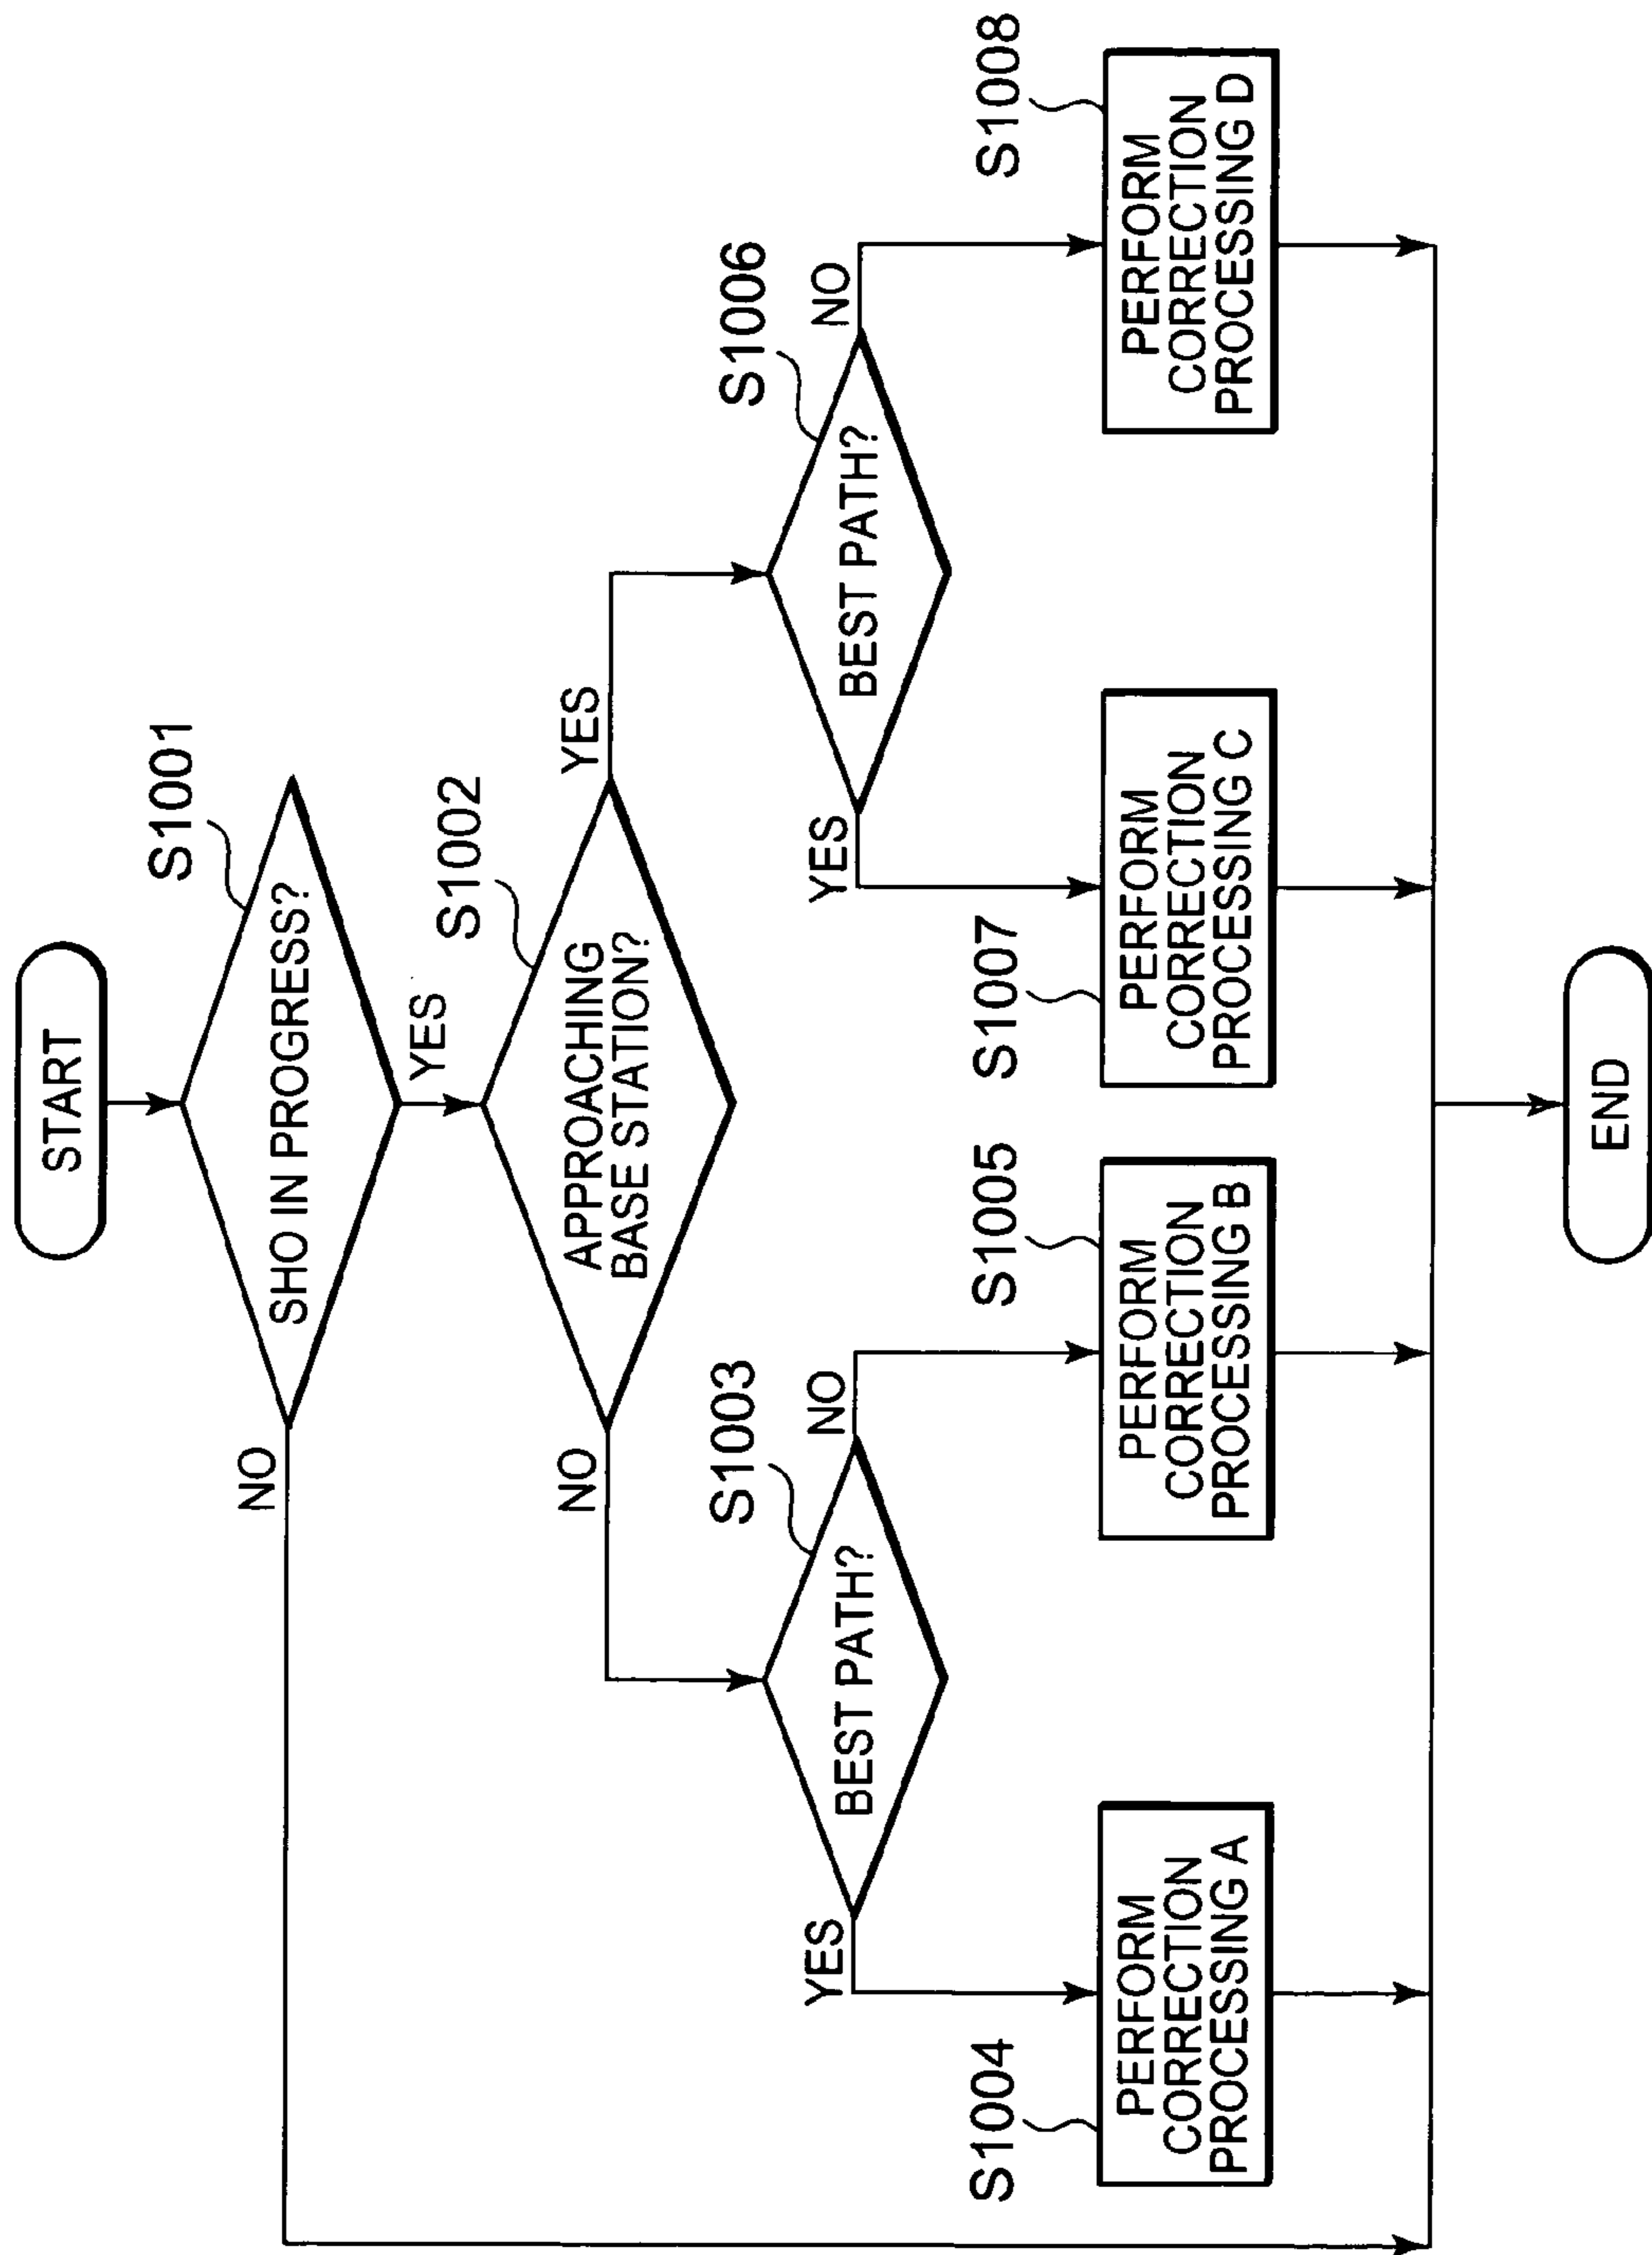 START
S1001
SHO IN PROGRESS?
NO
YES
S1002
APPROACHING
BASE STATION?
NO
YES
S1003
BEST PATH?
YES
NO
S1006
BEST PATH?
YES
NO
S1004
PERFORM
CORRECTION
PROCESSING A
S1005
PERFORM
CORRECTION
PROCESSING B
S1007
PERFORM
CORRECTION
PROCESSING C
S1008
PERFORM
CORRECTION
PROCESSING D
END